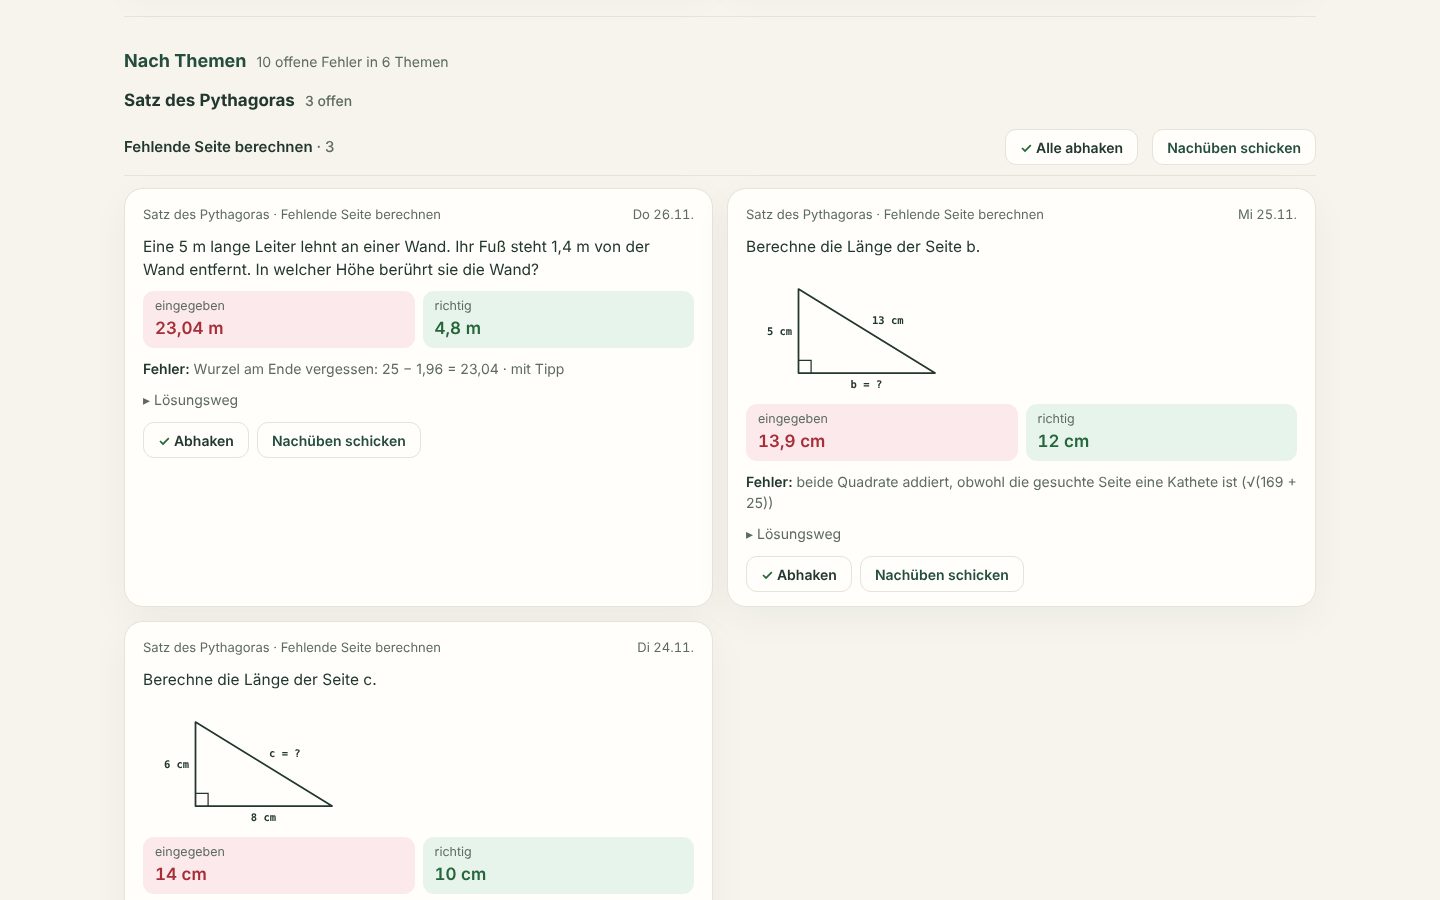 Nach Themen 10 offene Fehler in 6 Themen
Satz des Pythagoras 3 offen
Fehlende Seite berechnen · 3
✓ Alle abhaken
Nachüben schicken
Satz des Pythagoras · Fehlende Seite berechnen
Do 26.11.
Eine 5 m lange Leiter lehnt an einer Wand. Ihr Fuß steht 1,4 m von der
Wand entfernt. In welcher Höhe berührt sie die Wand?
eingegeben
23,04 m
richtig
4,8 m
Fehler: Wurzel am Ende vergessen: 25 − 1,96 = 23,04 · mit Tipp
▸ Lösungsweg
✓ Abhaken
Nachüben schicken
Satz des Pythagoras · Fehlende Seite berechnen
Mi 25.11.
Berechne die Länge der Seite b.
5 cm
13 cm
b = ?
eingegeben
13,9 cm
richtig
12 cm
Fehler: beide Quadrate addiert, obwohl die gesuchte Seite eine Kathete ist (√(169 +
25))
▸ Lösungsweg
✓ Abhaken
Nachüben schicken
Satz des Pythagoras · Fehlende Seite berechnen
Di 24.11.
Berechne die Länge der Seite c.
c = ?
6 cm
8 cm
eingegeben
14 cm
richtig
10 cm